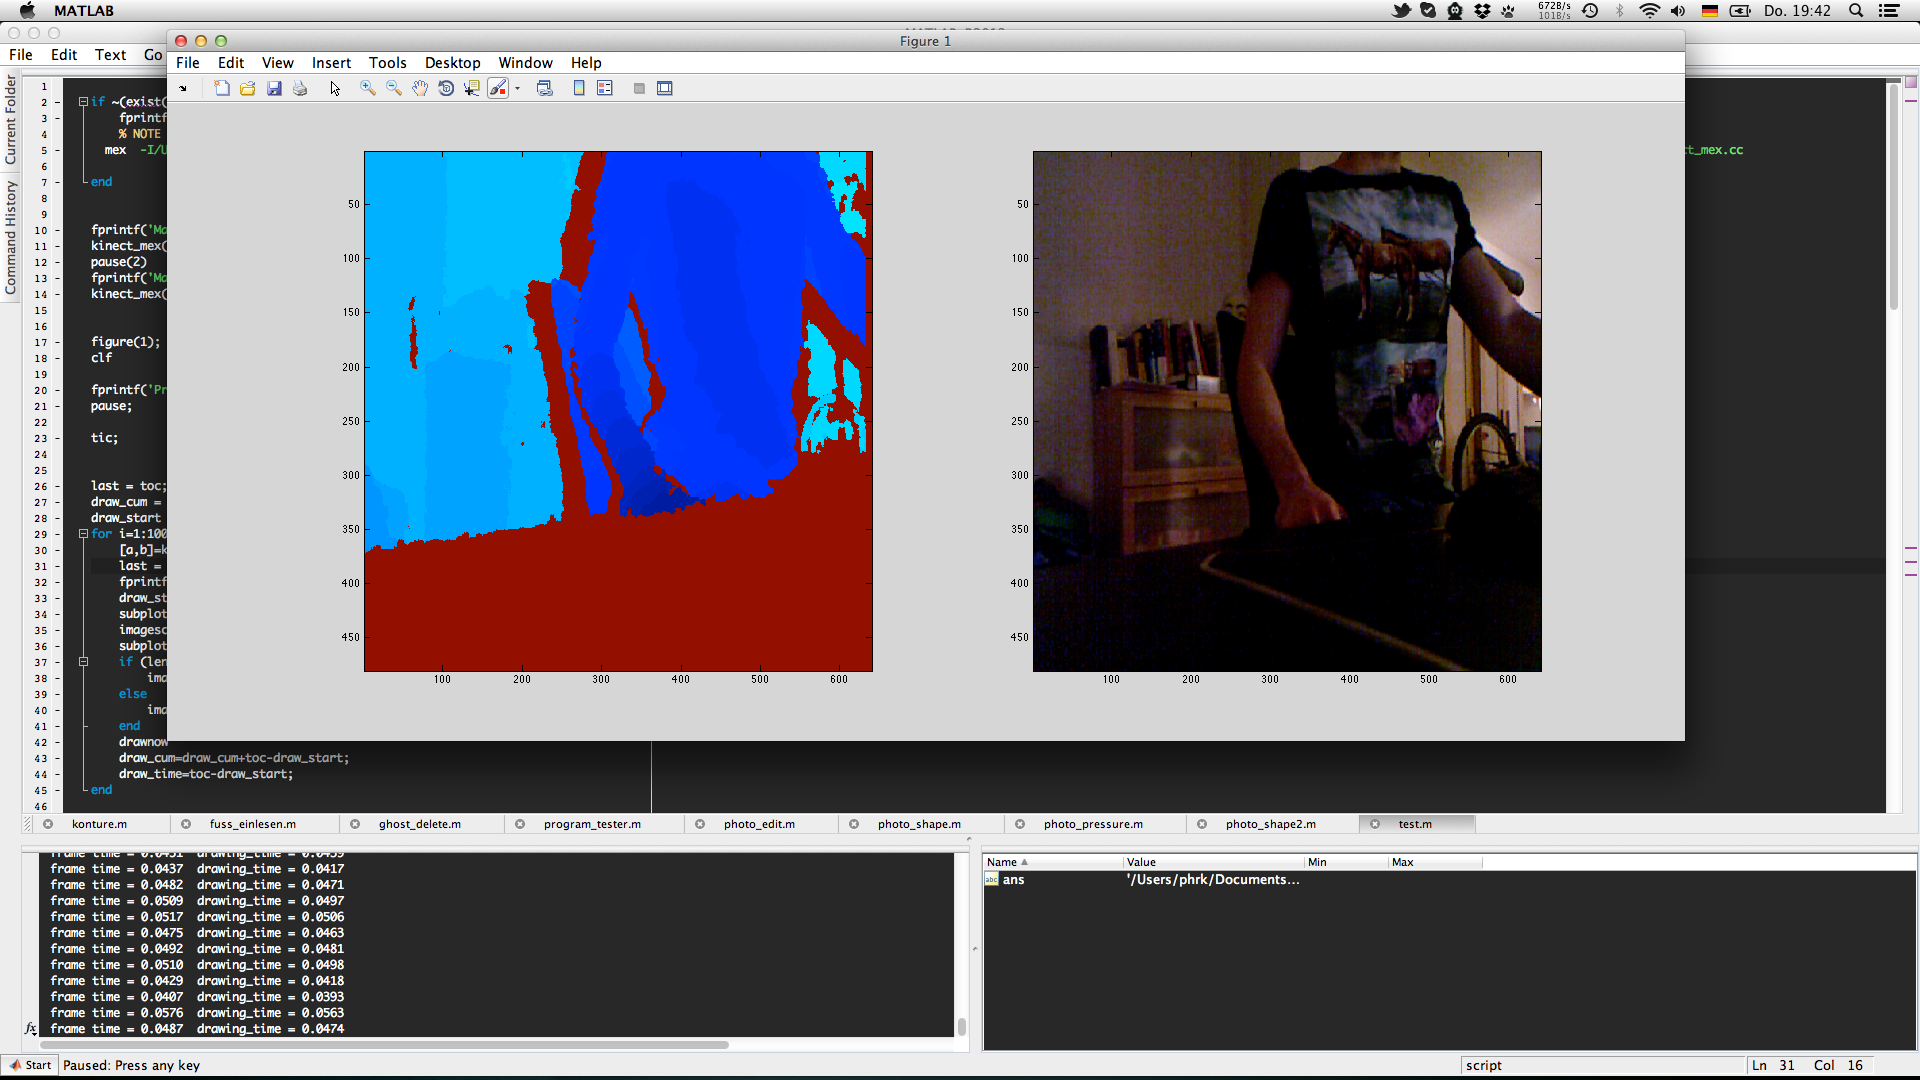 MATLAB
672B/s
101B/s
Do. 19:42
Figure 1
File Edit Text Go
File Edit View Insert Tools Desktop Window Help
Current Folder
Command History
1
2 if ~(exist(
3 fprintf
4 % NOTE
5 mex -I/U
t_mex.cc
6
7 end
8
9
10 fprintf('Ma
11 kinect_mex(
12 pause(2)
13 fprintf('Ma
14 kinect_mex(
15
16
17 figure(1);
18 clf
19
20 fprintf('Pr
21 pause;
22
23 tic;
24
25
26 last = toc;
27 draw_cum =
28 draw_start
29 for i=1:100
30 [a,b]=k
31 last =
32 fprintf
33 draw_st
34 subplot
35 imagesc
36 subplot
37 if (len
38 ima
39 else
40 ima
41 end
42 drawnow
43 draw_cum=draw_cum+toc-draw_start;
44 draw_time=toc-draw_start;
45 end
46
50
100
150
200
250
300
350
400
450
100 200 300 400 500 600
50
100
150
200
250
300
350
400
450
100 200 300 400 500 600
konture.m fuss_einlesen.m ghost_delete.m program_tester.m photo_edit.m photo_shape.m photo_pressure.m photo_shape2.m test.m
frame time = 0.0437 drawing_time = 0.0417
frame time = 0.0482 drawing_time = 0.0471
frame time = 0.0509 drawing_time = 0.0497
frame time = 0.0517 drawing_time = 0.0506
frame time = 0.0475 drawing_time = 0.0463
frame time = 0.0492 drawing_time = 0.0481
frame time = 0.0510 drawing_time = 0.0498
frame time = 0.0429 drawing_time = 0.0418
frame time = 0.0407 drawing_time = 0.0393
frame time = 0.0576 drawing_time = 0.0563
fx frame time = 0.0487 drawing_time = 0.0474
Name Value Min Max
abc ans '/Users/phrk/Documents...
Start Paused: Press any key
script Ln 31 Col 16